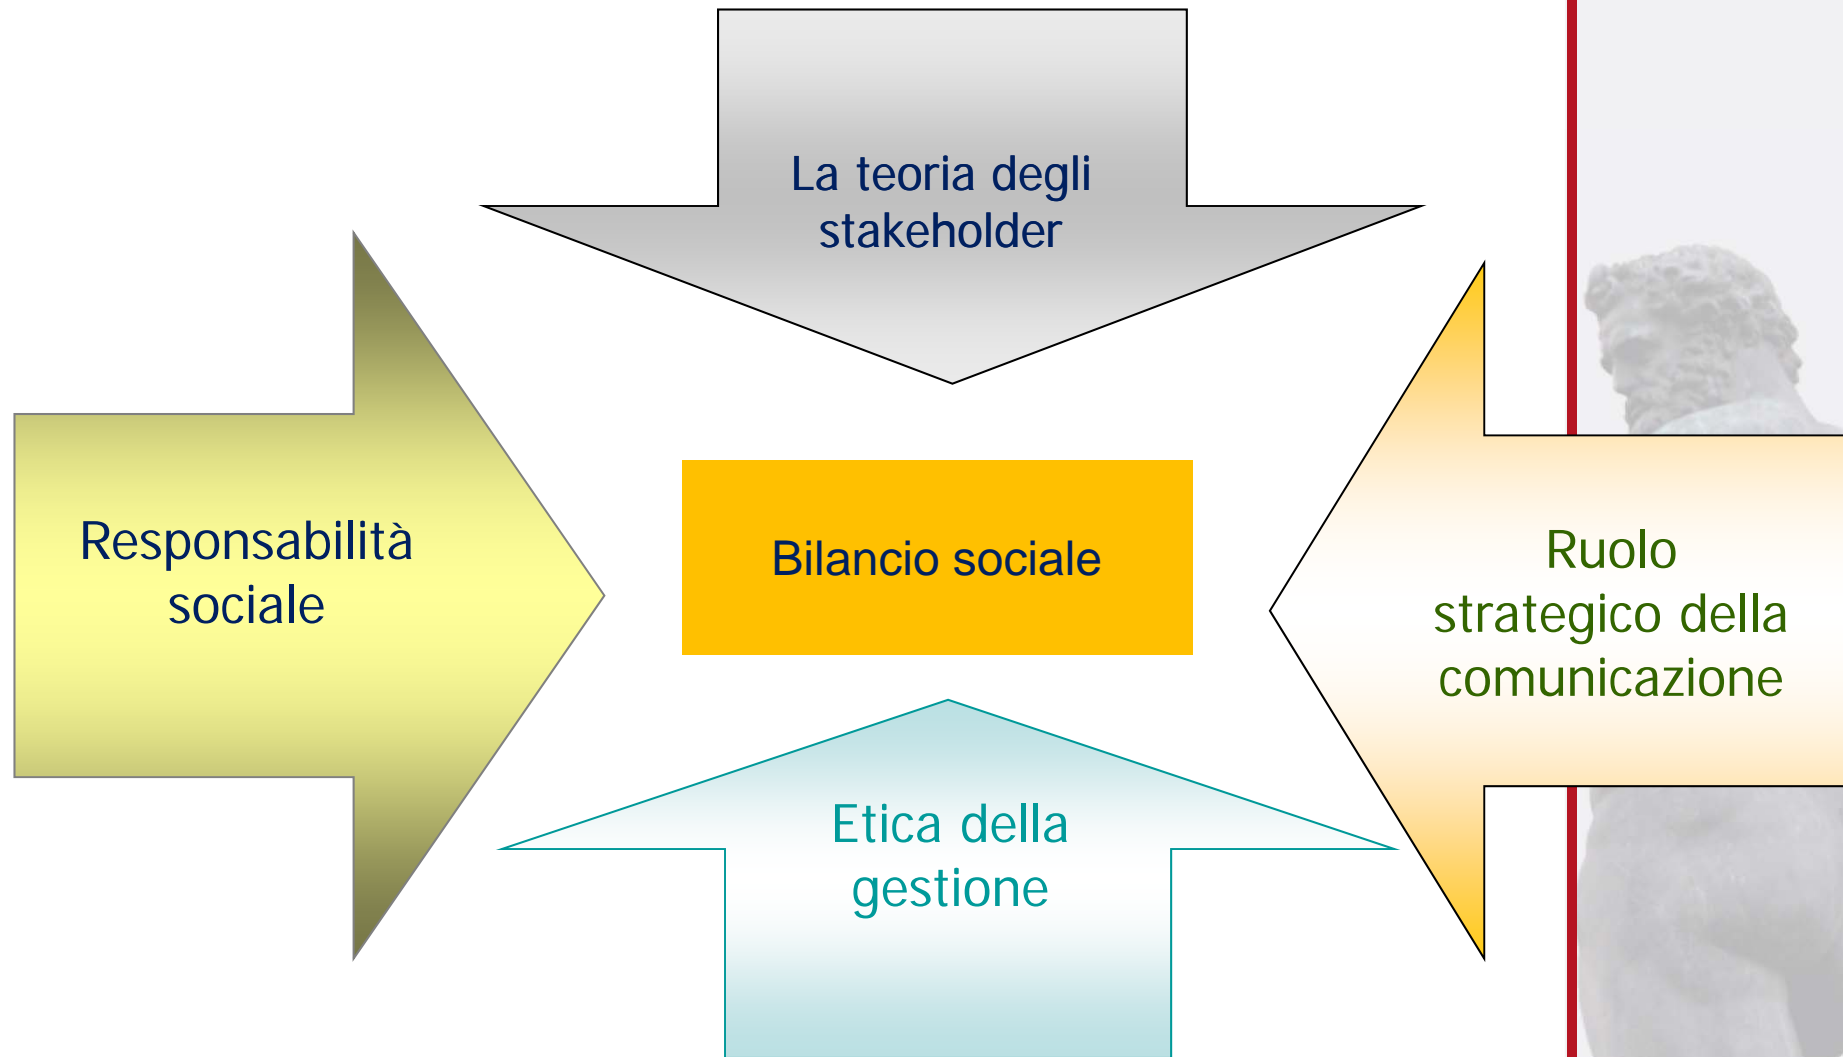 La teoria degli
stakeholder
Responsabilità
sociale
Bilancio sociale
Ruolo
strategico della
comunicazione
Etica della
gestione